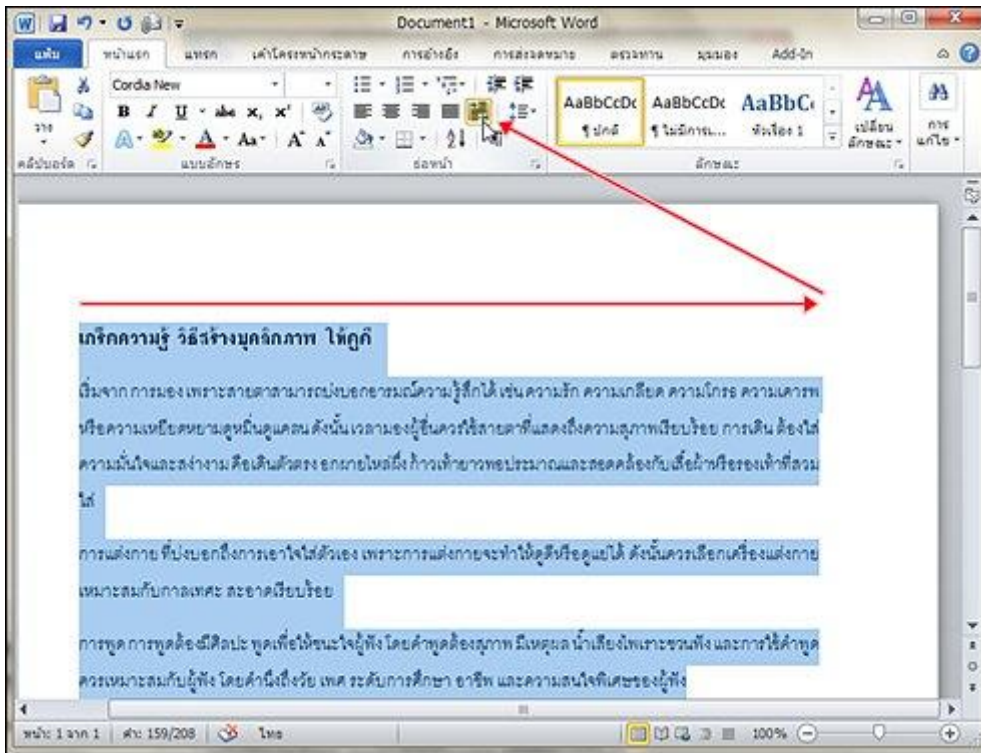 Document1 - Microsoft Word
แฟ้ม หน้าแรก แทรก เค้าโครงหน้ากระดาษ การอ้างอิง การส่งจดหมาย ตรวจทาน มุมมอง Add-In
Cordia New
AaBbCcDc AaBbCcDc AaBbC
วาง
B I U abc x, x'
¶ ปกติ ¶ ไม่มีการเ... หัวเรื่อง 1
เปลี่ยนลักษณะ
การแก้ไข
A Aa A A
คลิปบอร์ด แบบอักษร ย่อหน้า ลักษณะ
เกร็กความรู้ วิธีสร้างบุคลิกภาพ ให้ดูดี
เริ่มจาก การมอง เพราะสายตาสามารถบ่งบอกอารมณ์ความรู้สึกได้ เช่น ความรัก ความเกลียด ความโกรธ ความเคารพ
หรือความเหยียดหยามดูหมิ่นดูแคลน ดังนั้น เวลามองผู้อื่นควรใช้สายตาที่แสดงถึงความสุภาพเรียบร้อย การเดิน ต้องใส่
ความมั่นใจและสง่างาม คือเดินตัวตรง อกผายไหล่ผึ่ง ก้าวเท้ายาวพอประมาณและสอดคล้องกับเสื้อผ้าหรือรองเท้าที่สวม
ใส่
การแต่งกาย ที่บ่งบอกถึงการเอาใจใส่ตัวเอง เพราะการแต่งกายจะทำให้ดูดีหรือดูแย่ได้ ดังนั้นควรเลือกเครื่องแต่งกาย
เหมาะสมกับกาลเทศะ สะอาดเรียบร้อย
การพูด การพูดต้องมีศิลปะ พูดเพื่อให้ชนะใจผู้ฟัง โดยคำพูดต้องสุภาพ มีเหตุผล น้ำเสียงไพเราะชวนฟัง และการใช้คำพูด
ควรเหมาะสมกับผู้ฟัง โดยคำนึงถึงวัย เพศ ระดับการศึกษา อาชีพ และความสนใจพิเศษของผู้ฟัง
หน้า: 1 จาก 1 คำ: 159/208 ไทย 100%